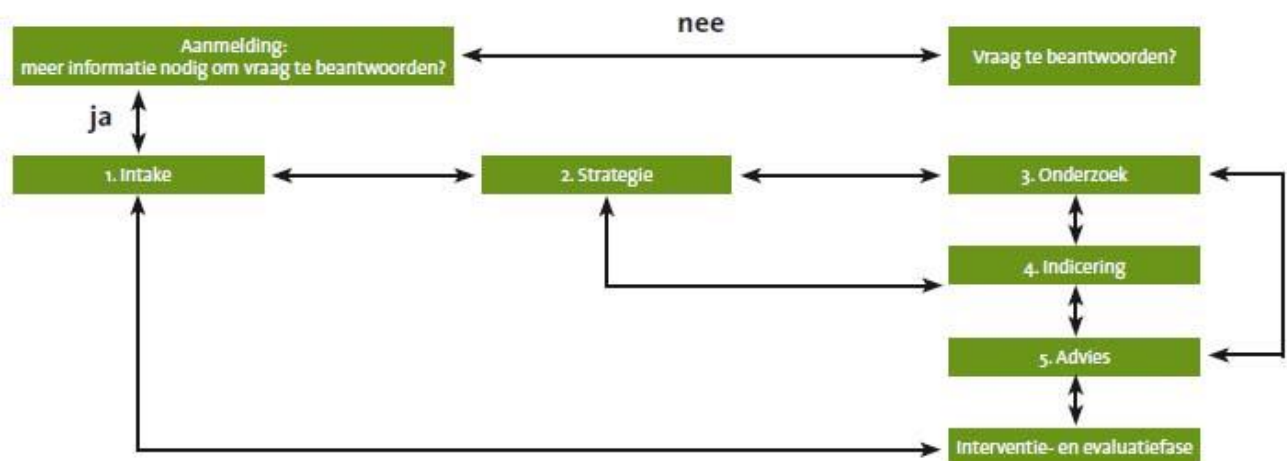 nee
Aanmelding:
meer informatie nodig om vraag te beantwoorden?
Vraag te beantwoorden?
ja
1. Intake
2. Strategie
3. Onderzoek
4. Indicering
5. Advies
Interventie- en evaluatiefase